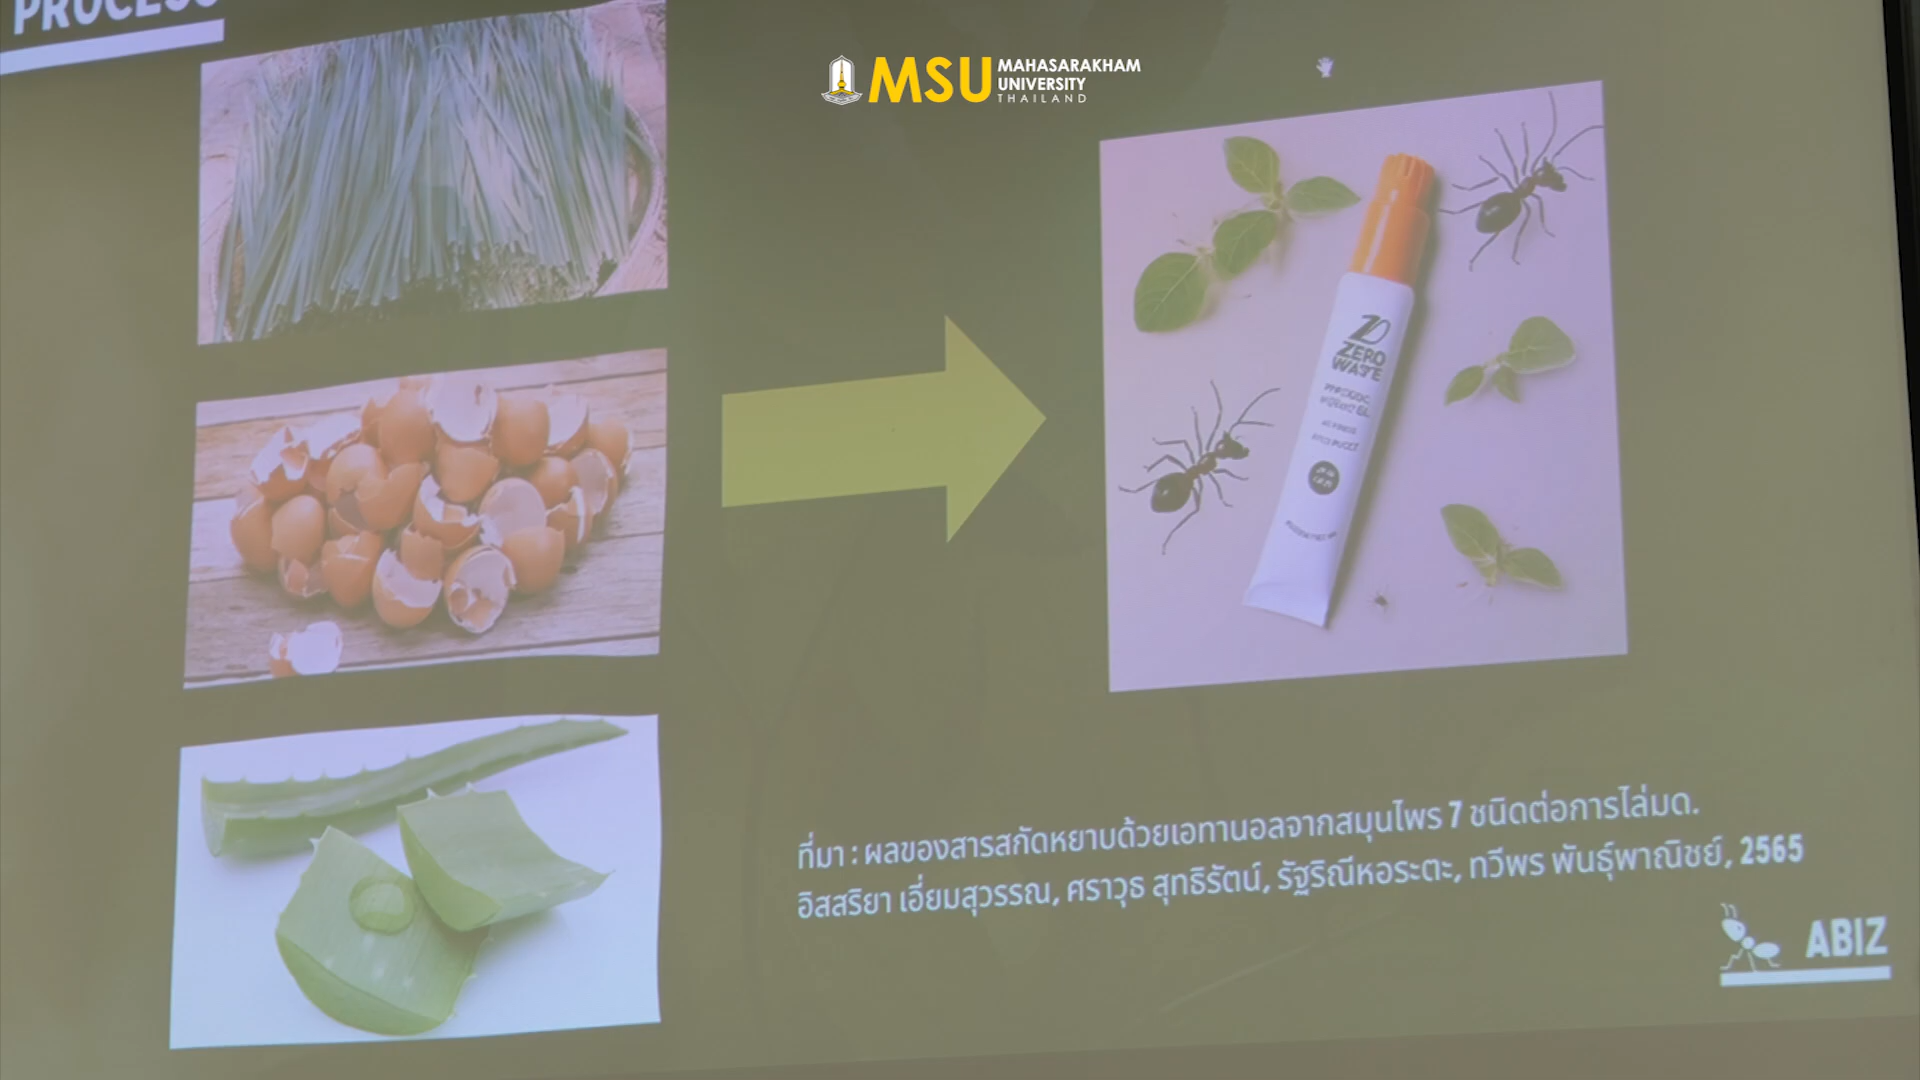 PROCESS
MSU MAHASARAKHAM
UNIVERSITY
THAILAND
ZERO
WASTE
ที่มา : ผลของสารสกัดหยาบด้วยเอทานอลจากสมุนไพร 7 ชนิดต่อการไล่มด.
อิสสริยา เอี่ยมสุวรรณ, ศราวุธ สุทธิรัตน์, รัฐริณีหอระตะ, ทวีพร พันธุ์พาณิชย์, 2565
ABIZ